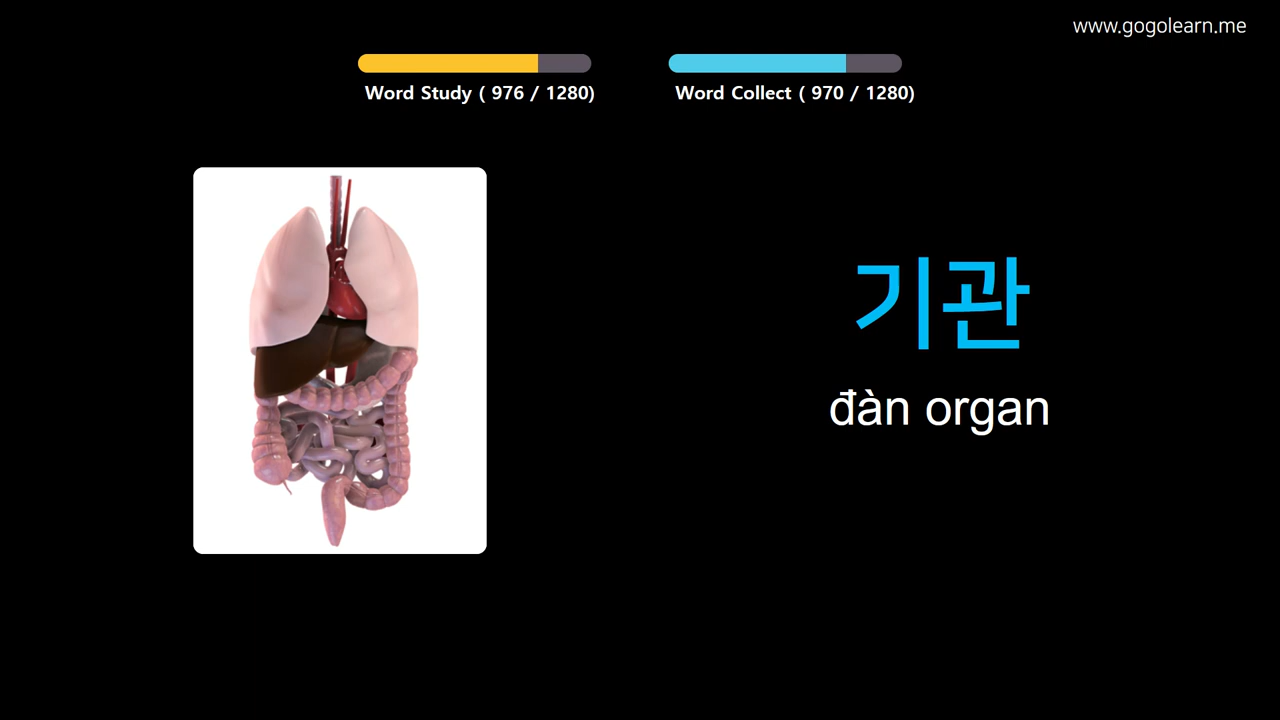 www.gogolearn.me
Word Study ( 976 / 1280)
Word Collect ( 970 / 1280)
기관
đàn organ